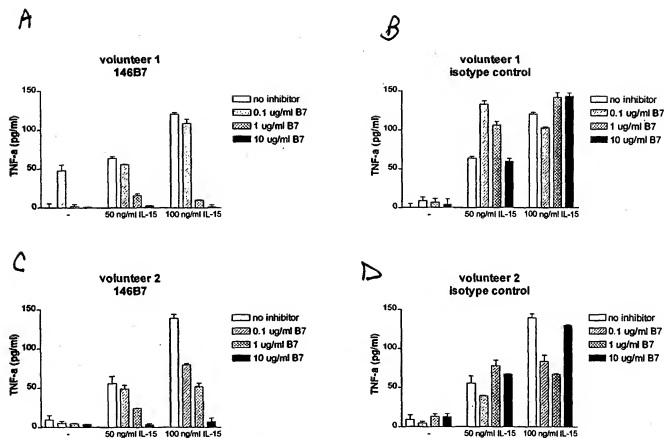 A
volunteer 1
146B7
150
100
50
0
TNF-a (pg/ml)
- 50 ng/ml IL-15 100 ng/ml IL-15
no inhibitor
0.1 ug/ml B7
1 ug/ml B7
10 ug/ml B7
B
volunteer 1
isotype control
150
100
50
0
TNF-a (pg/ml)
- 50 ng/ml IL-15 100 ng/ml IL-15
no inhibitor
0.1 ug/ml B7
1 ug/ml B7
10 ug/ml B7
C
volunteer 2
146B7
150
100
50
0
TNF-a (pg/ml)
- 50 ng/ml IL-15 100 ng/ml IL-15
no inhibitor
0.1 ug/ml B7
1 ug/ml B7
10 ug/ml B7
D
volunteer 2
isotype control
150
100
50
0
TNF-a (pg/ml)
- 50 ng/ml IL-15 100 ng/ml IL-15
no inhibitor
0.1 ug/ml B7
1 ug/ml B7
10 ug/ml B7